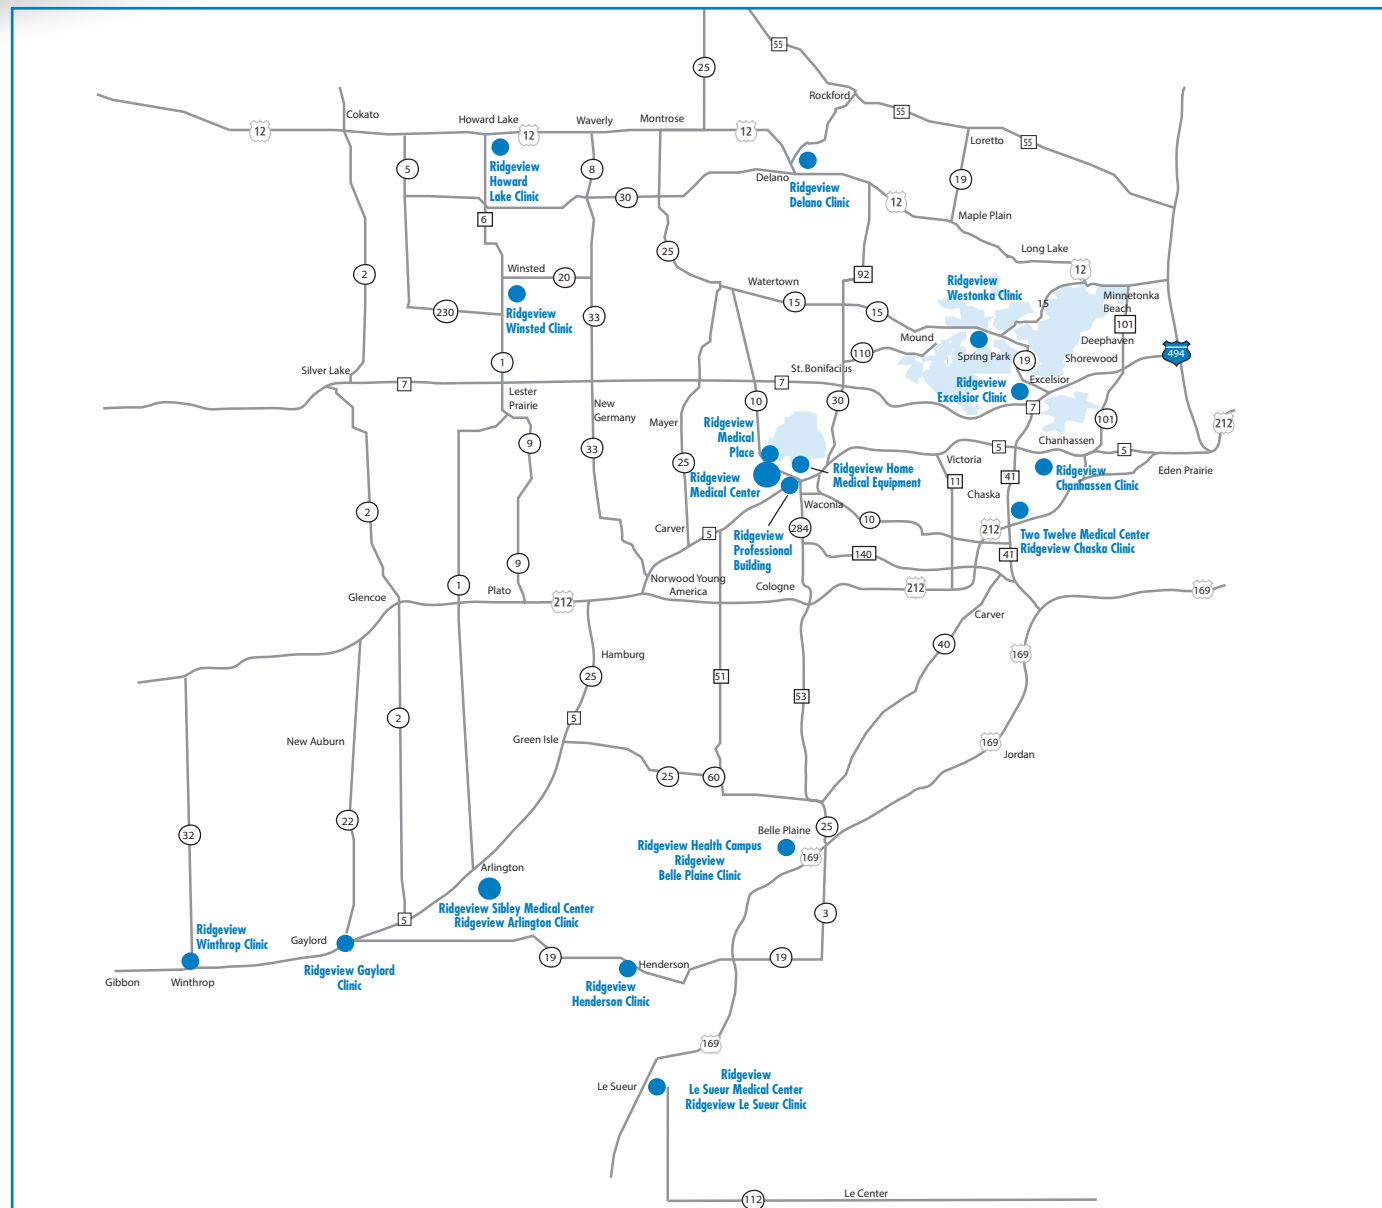 55
25
Rockford
55
Cokato
Howard Lake
Waverly
Montrose
12
12
12
Loretto
55
Ridgeview
Howard
Lake Clinic
5
8
30
Delano
Ridgeview
Delano Clinic
19
12
Maple Plain
6
25
Long Lake
12
2
Winsted
20
92
Watertown
15
15
Ridgeview
Westonka Clinic
15
Minnetonka
Beach
101
Ridgeview
Winsted Clinic
230
33
Mound
Deephaven
110
Spring Park
19
Shorewood
494
1
Silver Lake
7
7
St. Bonifacius
Excelsior
Ridgeview
Excelsior Clinic
7
Lester
Prairie
New
Germany
10
30
101
212
Mayer
Ridgeview
Medical
Place
Chanhassen
9
33
25
5
5
Victoria
Eden Prairie
Ridgeview
Medical Center
Ridgeview Home
Medical Equipment
11
41
Ridgeview
Chanhassen Clinic
Chaska
2
Waconia
10
284
212
Carver
5
Ridgeview
Professional
Building
140
41
Two Twelve Medical Center
Ridgeview Chaska Clinic
9
1
Norwood Young
America
Cologne
212
169
Glencoe
Plato
212
Carver
40
169
Hamburg
25
51
53
2
5
New Auburn
Green Isle
169
Jordan
25
60
22
32
Belle Plaine
25
Ridgeview Health Campus
Ridgeview
Belle Plaine Clinic
169
Arlington
Ridgeview Sibley Medical Center
Ridgeview Arlington Clinic
5
3
Ridgeview
Winthrop Clinic
Gaylord
19
19
Henderson
Gibbon
Winthrop
Ridgeview Gaylord
Clinic
Ridgeview
Henderson Clinic
169
Le Sueur
Ridgeview
Le Sueur Medical Center
Ridgeview Le Sueur Clinic
112
Le Center